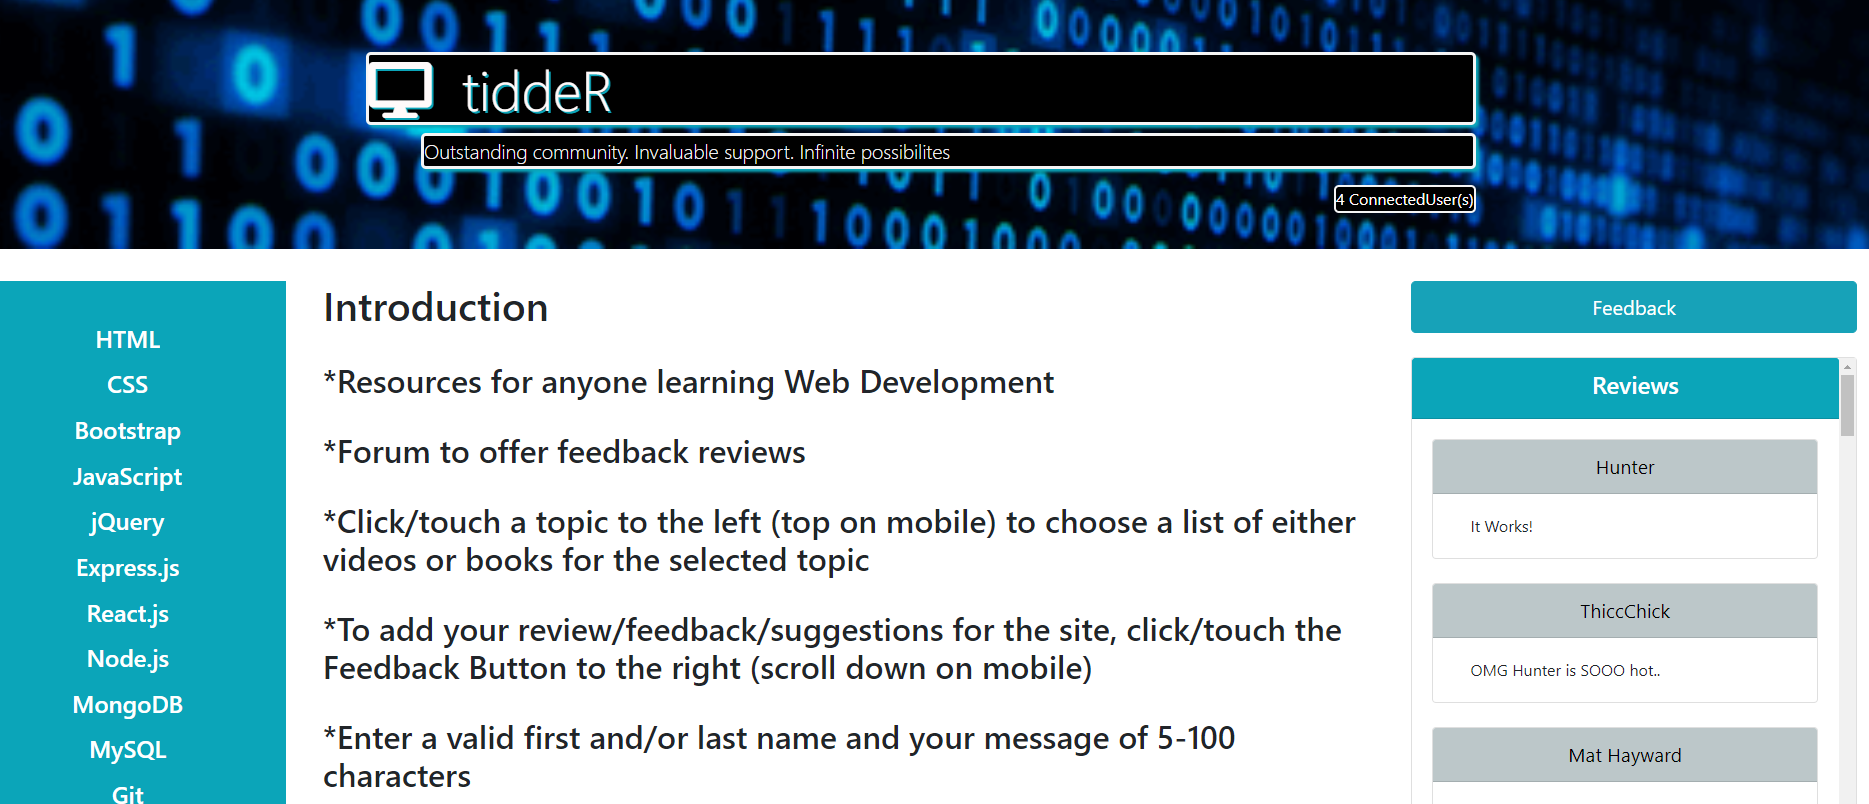 tiddeR
Outstanding community. Invaluable support. Infinite possibilites
4 ConnectedUser(s)
HTML
CSS
Bootstrap
JavaScript
jQuery
Express.js
React.js
Node.js
MongoDB
MySQL
Git
Introduction
*Resources for anyone learning Web Development
*Forum to offer feedback reviews
*Click/touch a topic to the left (top on mobile) to choose a list of either
videos or books for the selected topic
*To add your review/feedback/suggestions for the site, click/touch the
Feedback Button to the right (scroll down on mobile)
*Enter a valid first and/or last name and your message of 5-100
characters
Feedback
Reviews
Hunter
It Works!
ThiccChick
OMG Hunter is SOOO hot..
Mat Hayward